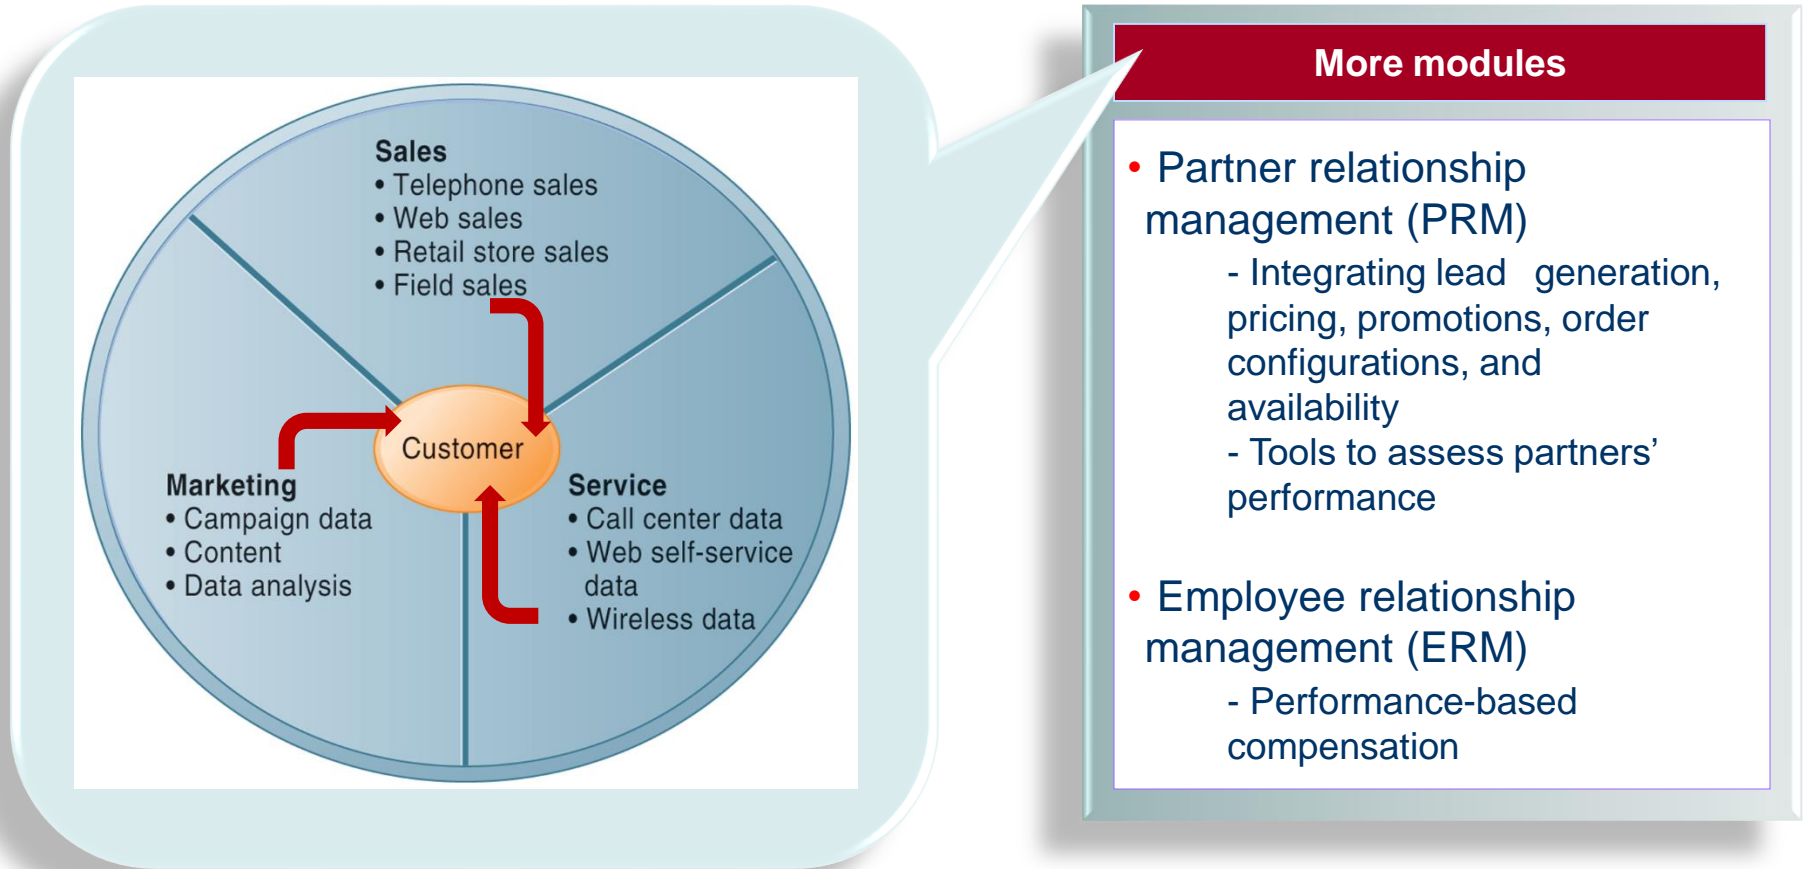 Sales
• Telephone sales
• Web sales
• Retail store sales
• Field sales
Customer
Marketing
• Campaign data
• Content
• Data analysis
Service
• Call center data
• Web self-service
data
• Wireless data
More modules
• Partner relationship
management (PRM)
- Integrating lead generation,
pricing, promotions, order
configurations, and
availability
- Tools to assess partners’
performance
• Employee relationship
management (ERM)
- Performance-based
compensation